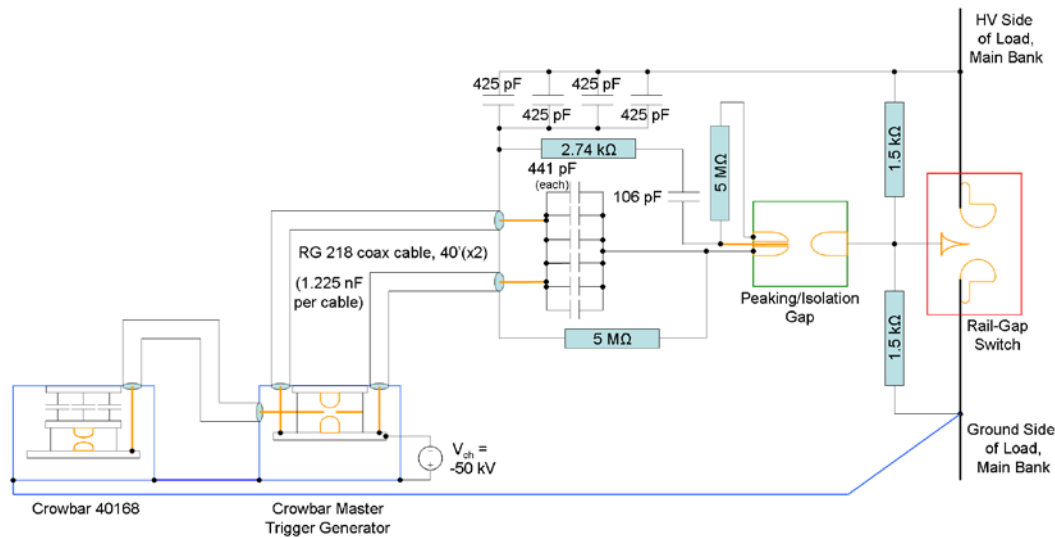 HV Side
of Load,
Main Bank
425 pF
425 pF
425 pF
425 pF
2.74 kΩ
5 MΩ
1.5 kΩ
441 pF
(each)
106 pF
RG 218 coax cable, 40'(x2)
(1.225 nF
per cable)
Peaking/Isolation
Gap
Rail-Gap
Switch
5 MΩ
1.5 kΩ
Vch =
-50 kV
Ground Side
of Load,
Main Bank
Crowbar 40168
Crowbar Master
Trigger Generator